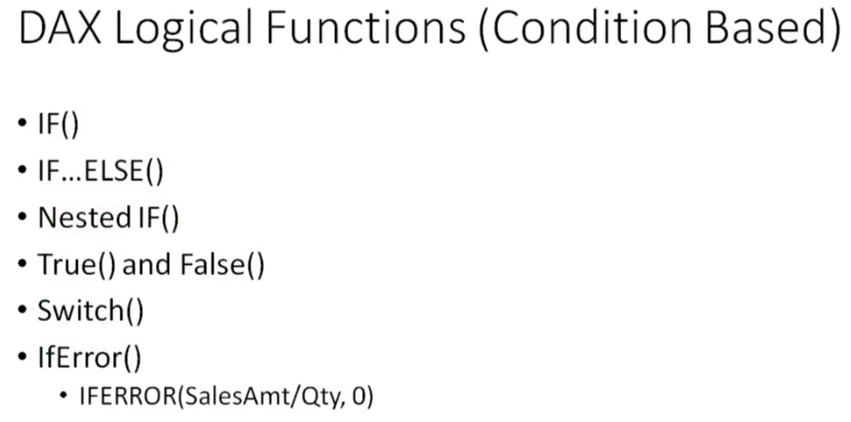 DAX Logical Functions (Condition Based)
• IF()
• IF...ELSE()
• Nested IF()
• True() and False()
• Switch()
• IfError()
• IFERROR(SalesAmt/Qty, 0)